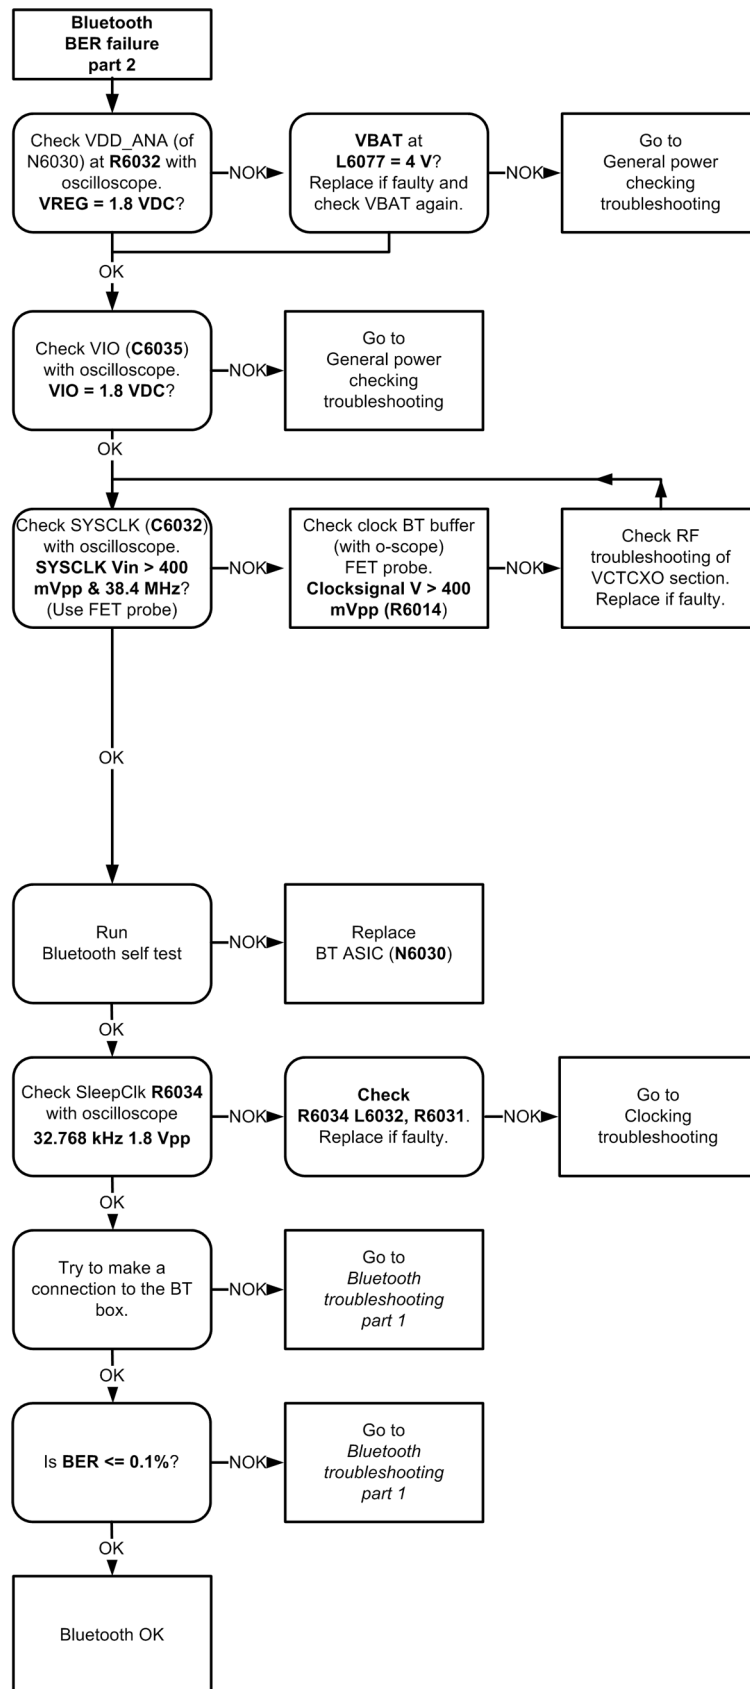 Bluetooth
BER failure
part 2
Check VDD_ANA (of
N6030) at R6032 with
oscilloscope.
VREG = 1.8 VDC?
NOK
VBAT at
L6077 = 4 V?
Replace if faulty and
check VBAT again.
NOK
Go to
General power
checking
troubleshooting
OK
Check VIO (C6035)
with oscilloscope.
VIO = 1.8 VDC?
NOK
Go to
General power
checking
troubleshooting
OK
Check SYSCLK (C6032)
with oscilloscope.
SYSCLK Vin > 400
mVpp & 38.4 MHz?
(Use FET probe)
NOK
Check clock BT buffer
(with o-scope)
FET probe.
Clocksignal V > 400
mVpp (R6014)
NOK
Check RF
troubleshooting of
VCTCXO section.
Replace if faulty.
OK
Run
Bluetooth self test
NOK
Replace
BT ASIC (N6030)
OK
Check SleepClk R6034
with oscilloscope
32.768 kHz 1.8 Vpp
NOK
Check
R6034 L6032, R6031.
Replace if faulty.
NOK
Go to
Clocking
troubleshooting
OK
Try to make a
connection to the BT
box.
NOK
Go to
Bluetooth
troubleshooting
part 1
OK
Is BER <= 0.1%?
NOK
Go to
Bluetooth
troubleshooting
part 1
OK
Bluetooth OK